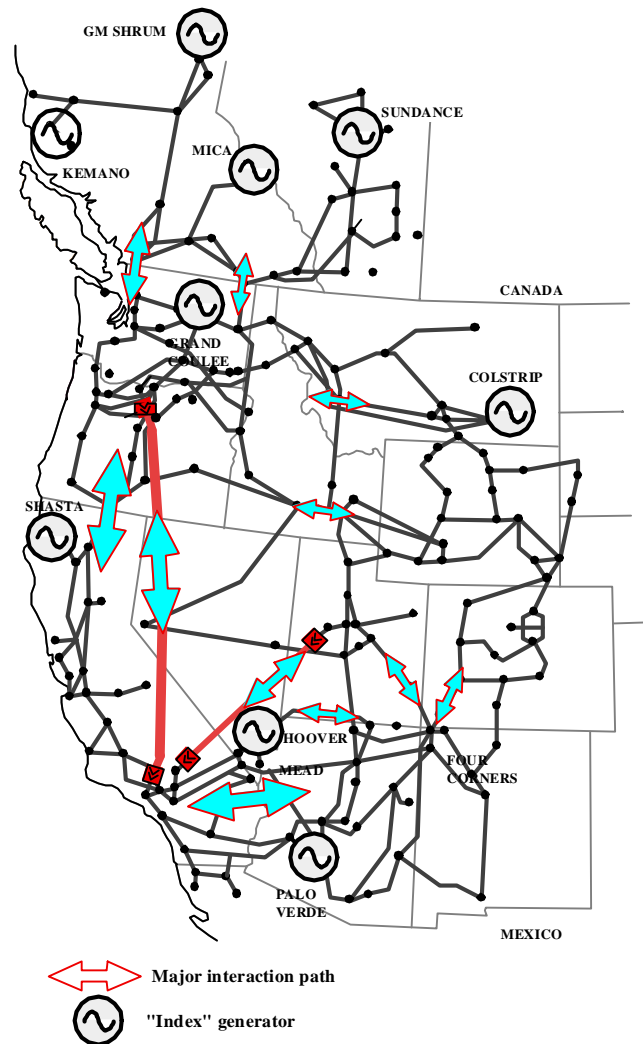 GM SHRUM
SUNDANCE
MICA
KEMANO
CANADA
GRAND
COULEE
COLSTRIP
SHASTA
HOOVER
MEAD
FOUR
CORNERS
PALO
VERDE
MEXICO
Major interaction path
"Index" generator